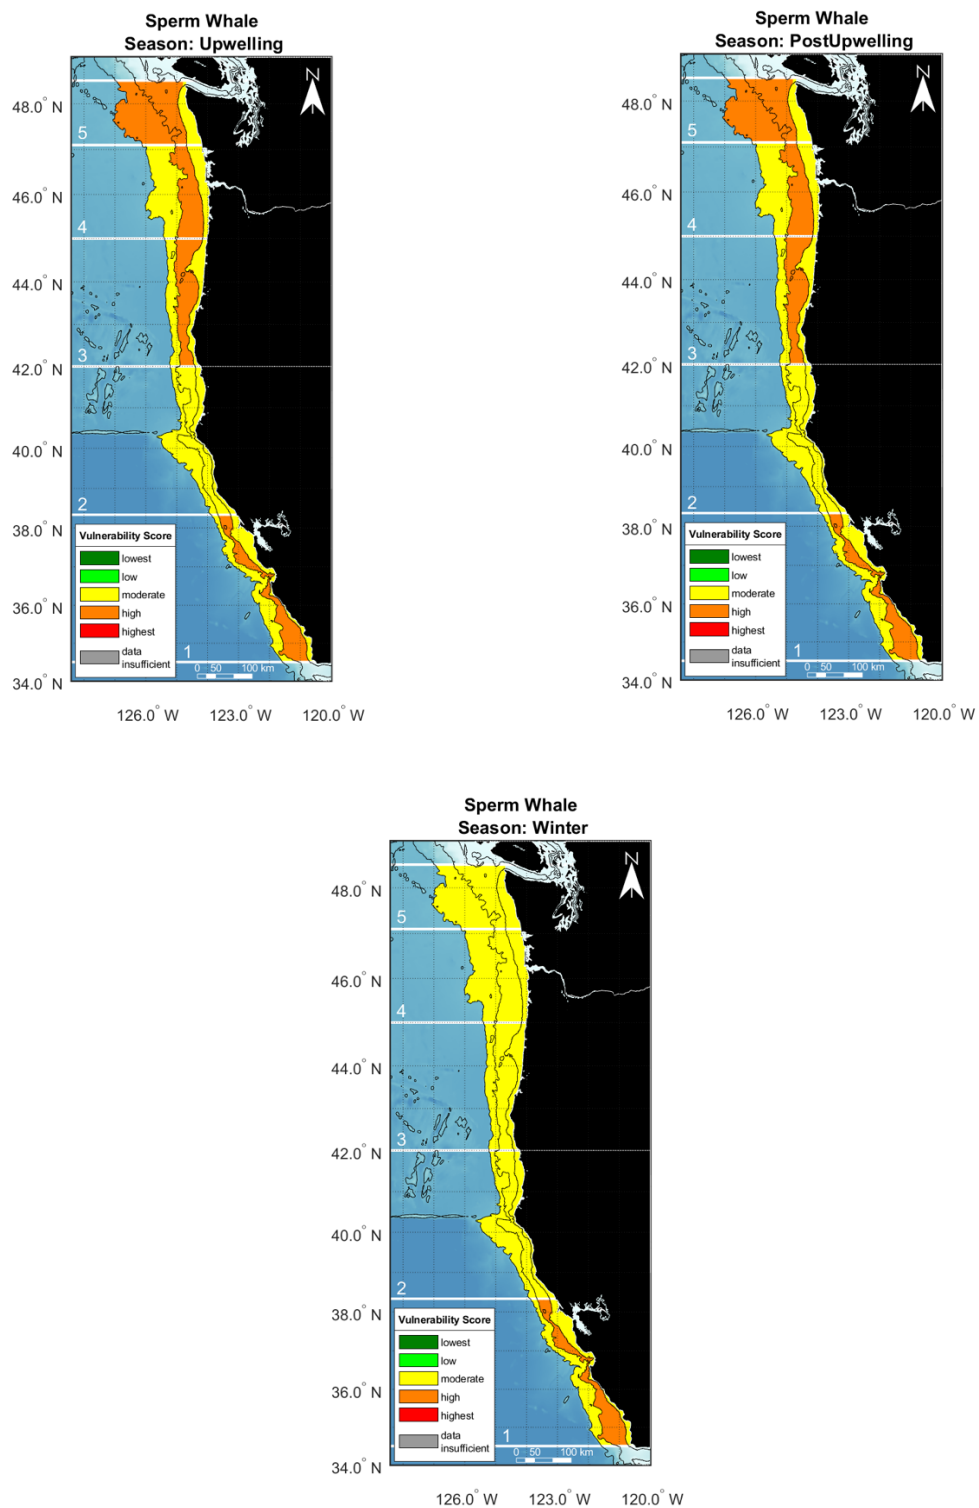 Sperm Whale
Season: Upwelling
N
48.0° N
5
46.0° N
4
44.0° N
3
42.0° N
40.0° N
2
38.0° N
Vulnerability Score
lowest
low
moderate
high
highest
data
insufficient
36.0° N
1
0 50 100 km
34.0° N
126.0° W 123.0° W 120.0° W
Sperm Whale
Season: PostUpwelling
N
48.0° N
5
46.0° N
4
44.0° N
3
42.0° N
40.0° N
2
38.0° N
Vulnerability Score
lowest
low
moderate
high
highest
data
insufficient
36.0° N
1
0 50 100 km
34.0° N
126.0° W 123.0° W 120.0° W
Sperm Whale
Season: Winter
N
48.0° N
5
46.0° N
4
44.0° N
3
42.0° N
40.0° N
2
38.0° N
Vulnerability Score
lowest
low
moderate
high
highest
data
insufficient
36.0° N
1
0 50 100 km
34.0° N
126.0° W 123.0° W 120.0° W